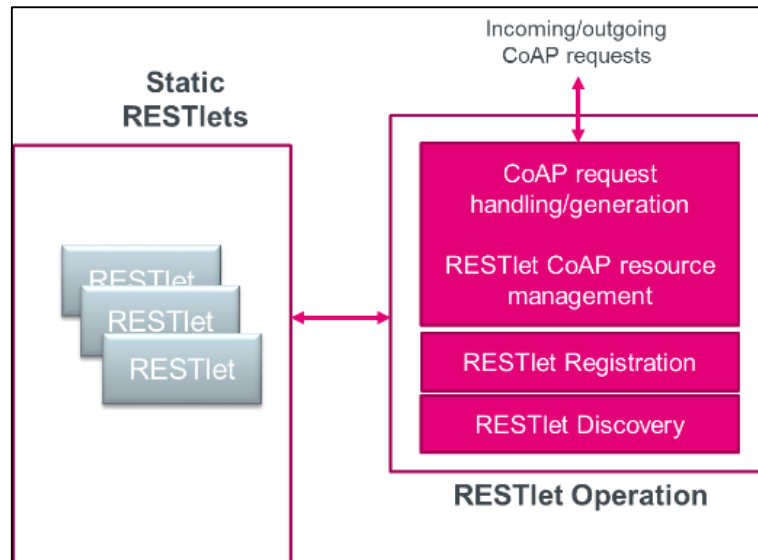 Incoming/outgoing
CoAP requests
Static
RESTlets
CoAP request
handling/generation
RESTlet CoAP resource
management
RESTlet
RESTlet
RESTlet
RESTlet Registration
RESTlet Discovery
RESTlet Operation